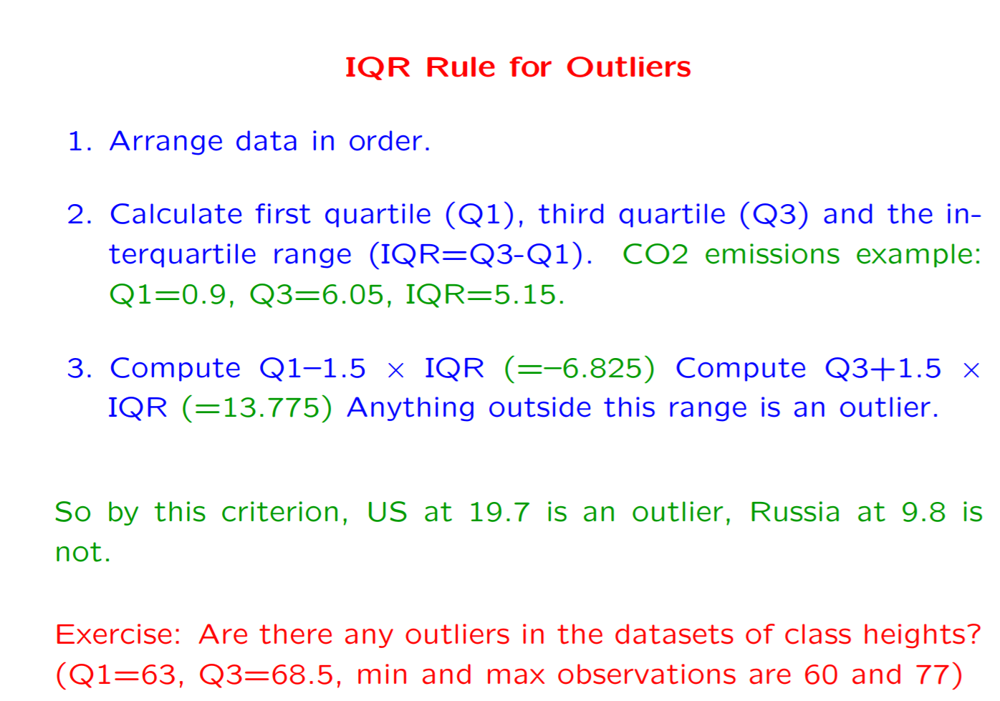 IQR Rule for Outliers
1. Arrange data in order.
2. Calculate first quartile (Q1), third quartile (Q3) and the in-
terquartile range (IQR=Q3-Q1). CO2 emissions example:
Q1=0.9, Q3=6.05, IQR=5.15.
3. Compute Q1–1.5 × IQR (=–6.825) Compute Q3+1.5 ×
IQR (=13.775) Anything outside this range is an outlier.
So by this criterion, US at 19.7 is an outlier, Russia at 9.8 is
not.
Exercise: Are there any outliers in the datasets of class heights?
(Q1=63, Q3=68.5, min and max observations are 60 and 77)